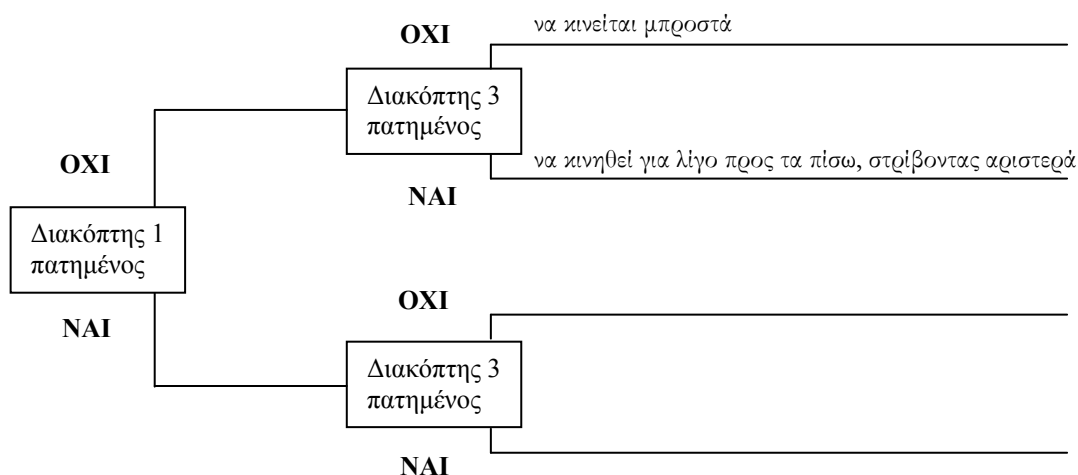 ΟΧΙ
να κινείται μπροστά
Διακόπτης 3
πατημένος
ΟΧΙ
να κινηθεί για λίγο προς τα πίσω, στρίβοντας αριστερά
ΝΑΙ
Διακόπτης 1
πατημένος
ΟΧΙ
ΝΑΙ
Διακόπτης 3
πατημένος
ΝΑΙ